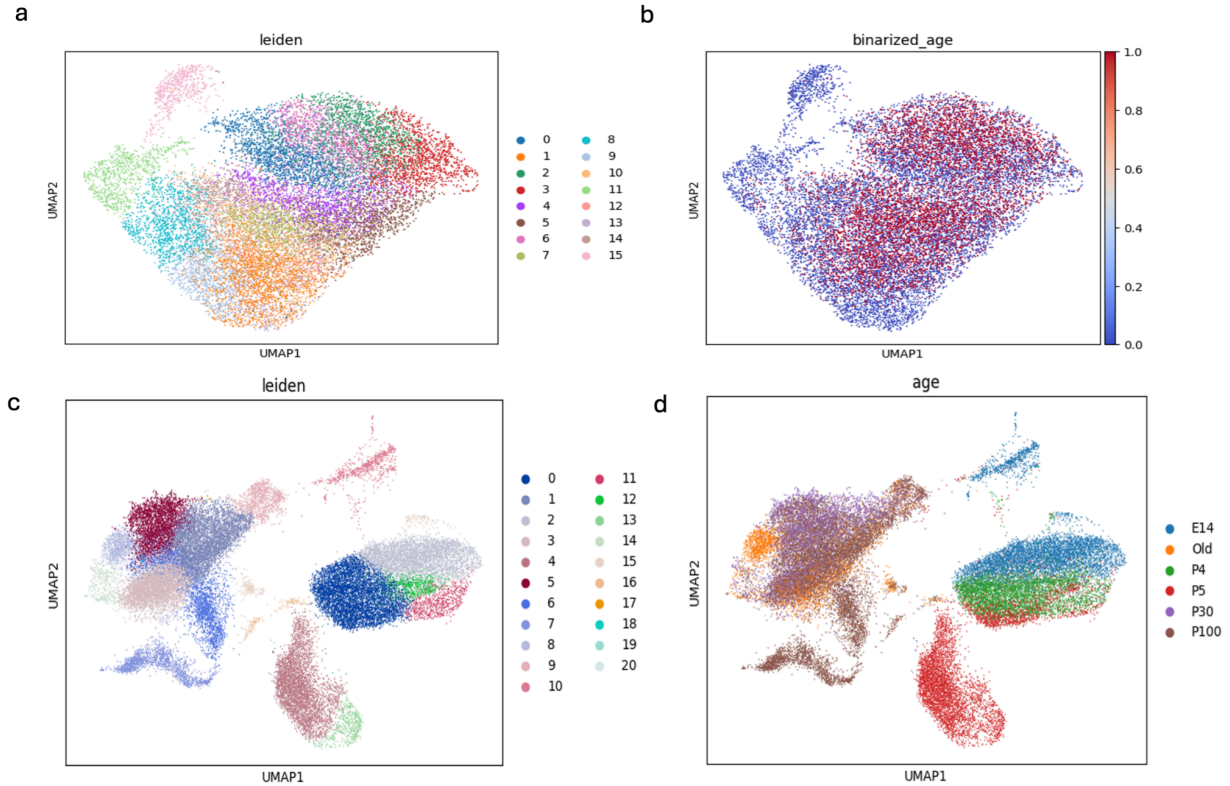 a
leiden
UMAP2
UMAP1
0 8
1 9
2 10
3 11
4 12
5 13
6 14
7 15
b
binarized_age
UMAP2
UMAP1
1.0
0.8
0.6
0.4
0.2
0.0
c
leiden
UMAP2
UMAP1
0 11
1 12
2 13
3 14
4 15
5 16
6 17
7 18
8 19
9 20
10
d
age
UMAP2
UMAP1
E14
Old
P4
P5
P30
P100